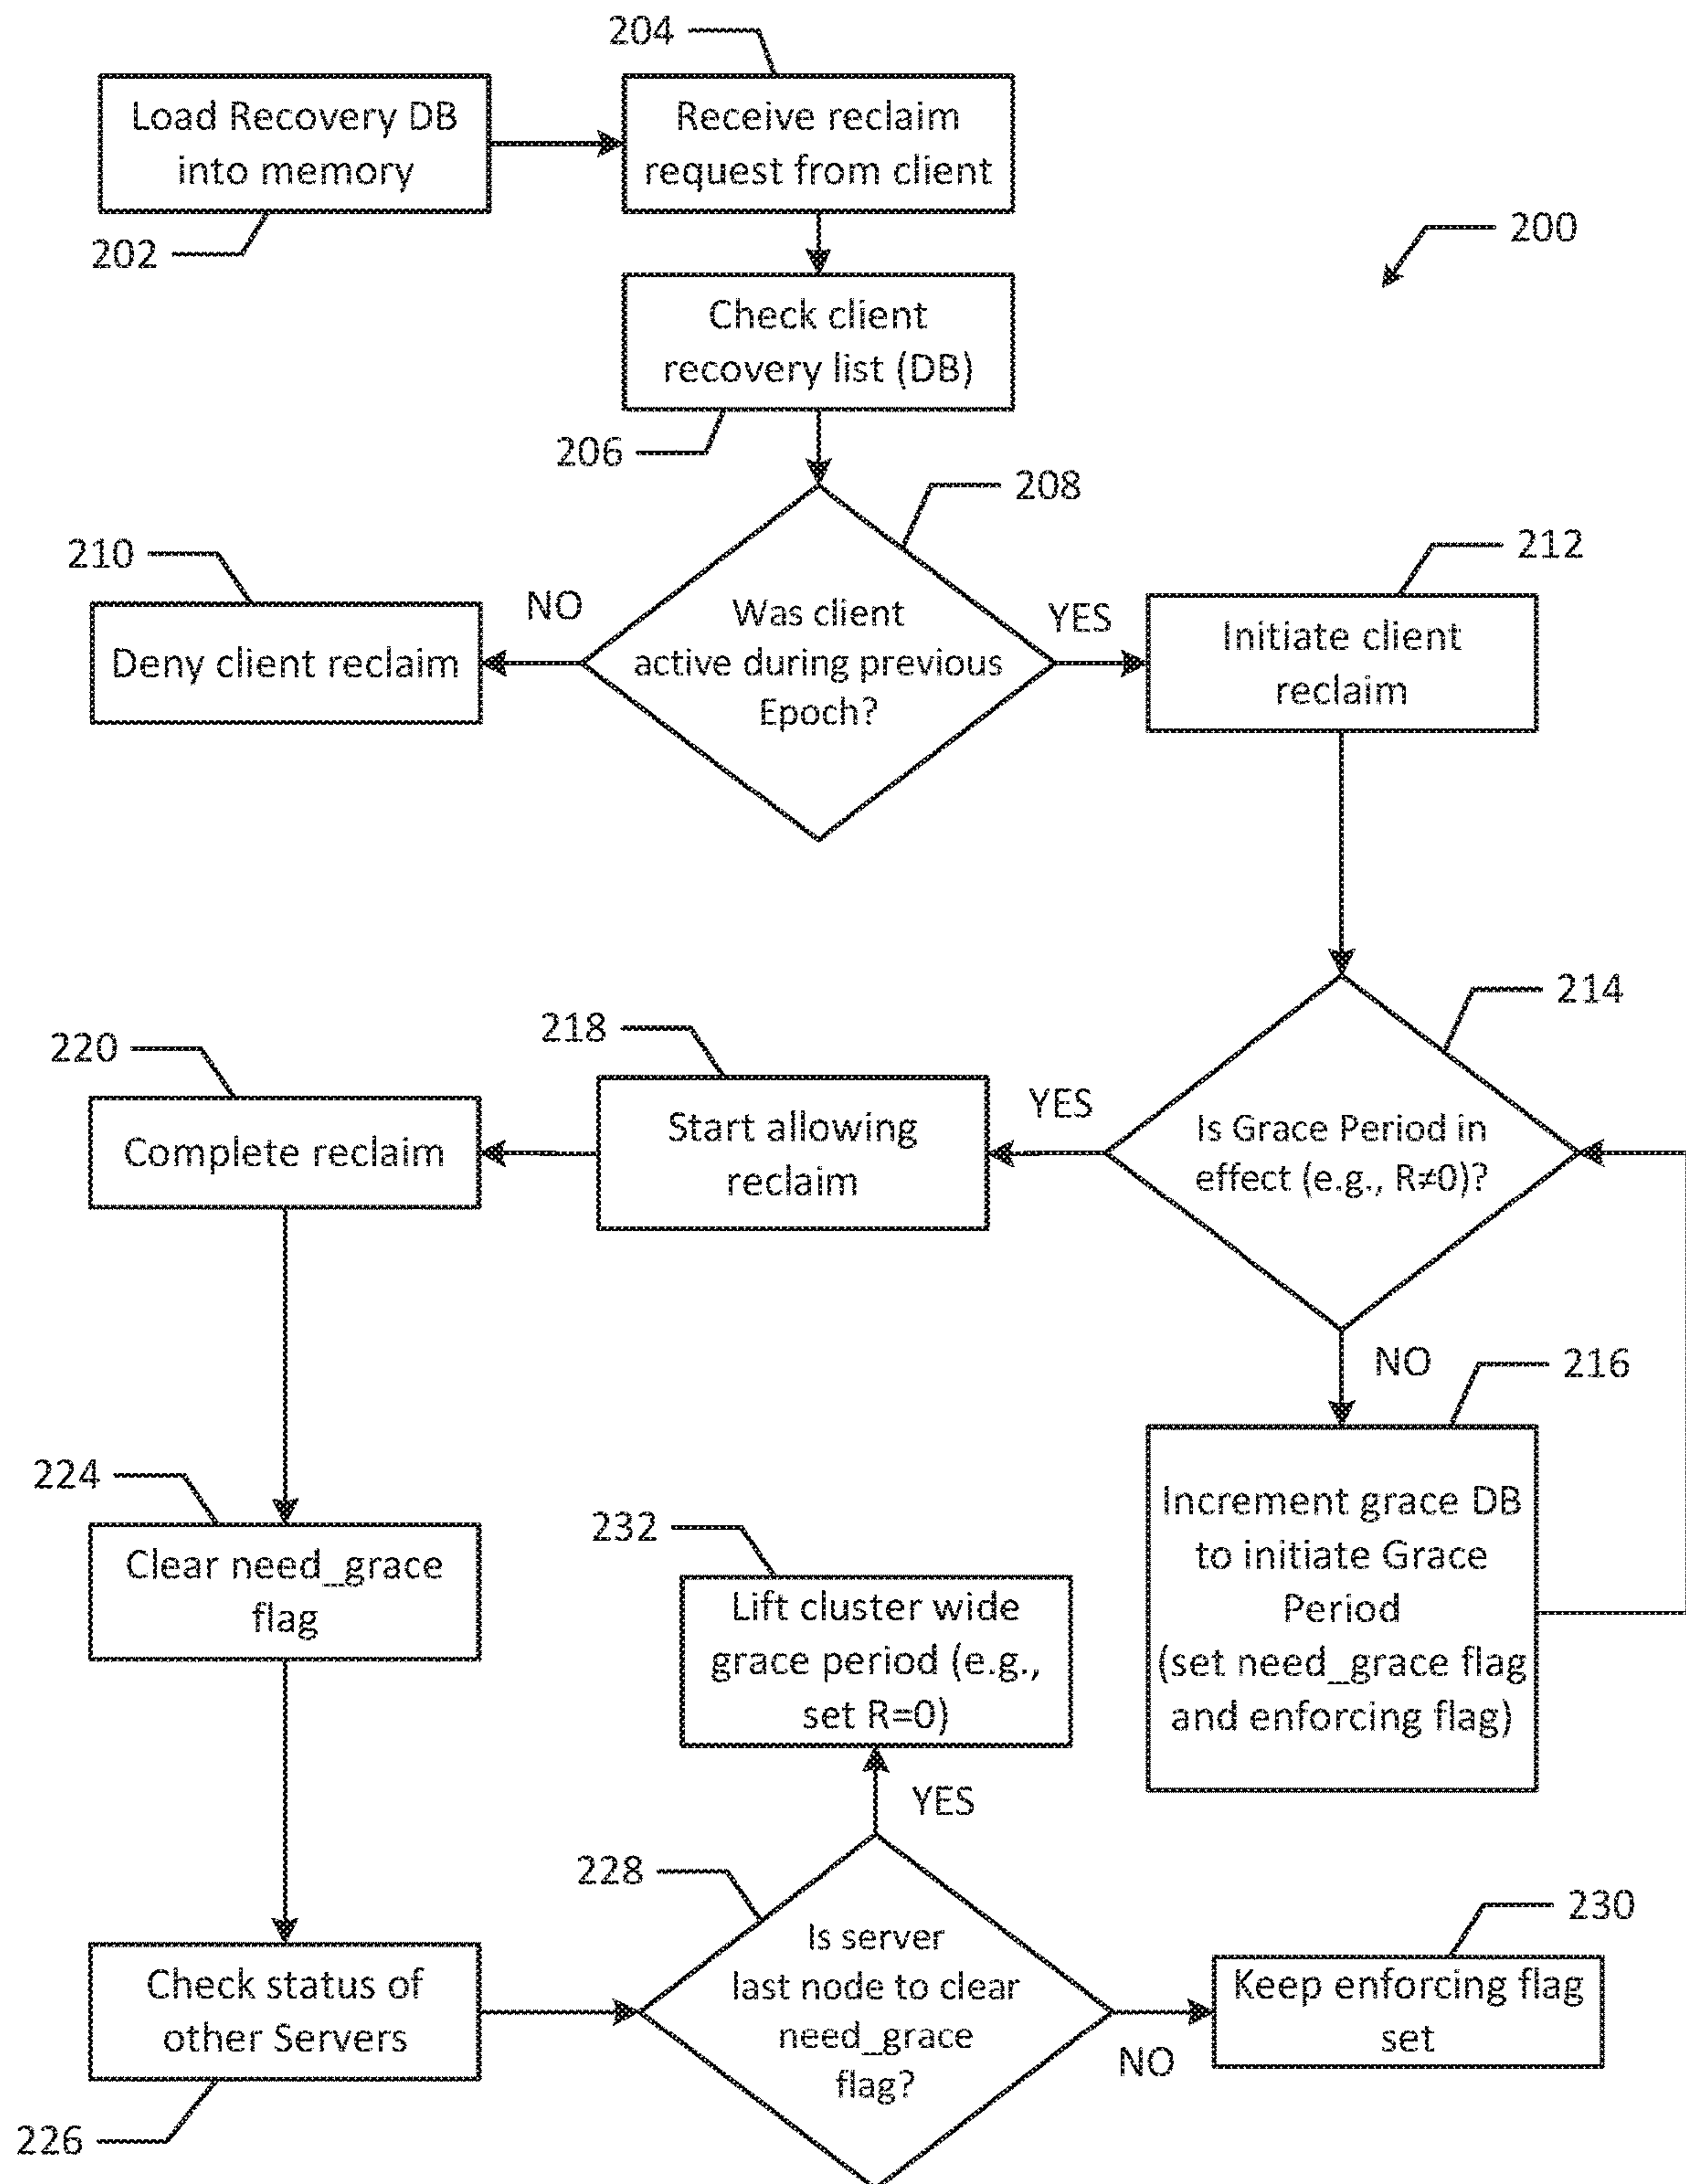 204
Load Recovery DB
into memory
202
Receive reclaim
request from client
200
Check client
recovery list (DB)
206
208
Was client
active during previous
Epoch?
NO
YES
210
Deny client reclaim
212
Initiate client
reclaim
214
Is Grace Period in
effect (e.g., R≠0)?
YES
NO
218
Start allowing
reclaim
220
Complete reclaim
216
Increment grace DB
to initiate Grace
Period
(set need_grace flag
and enforcing flag)
224
Clear need_grace
flag
232
Lift cluster wide
grace period (e.g.,
set R=0)
YES
228
Is server
last node to clear
need_grace
flag?
NO
230
Keep enforcing flag
set
Check status of
other Servers
226